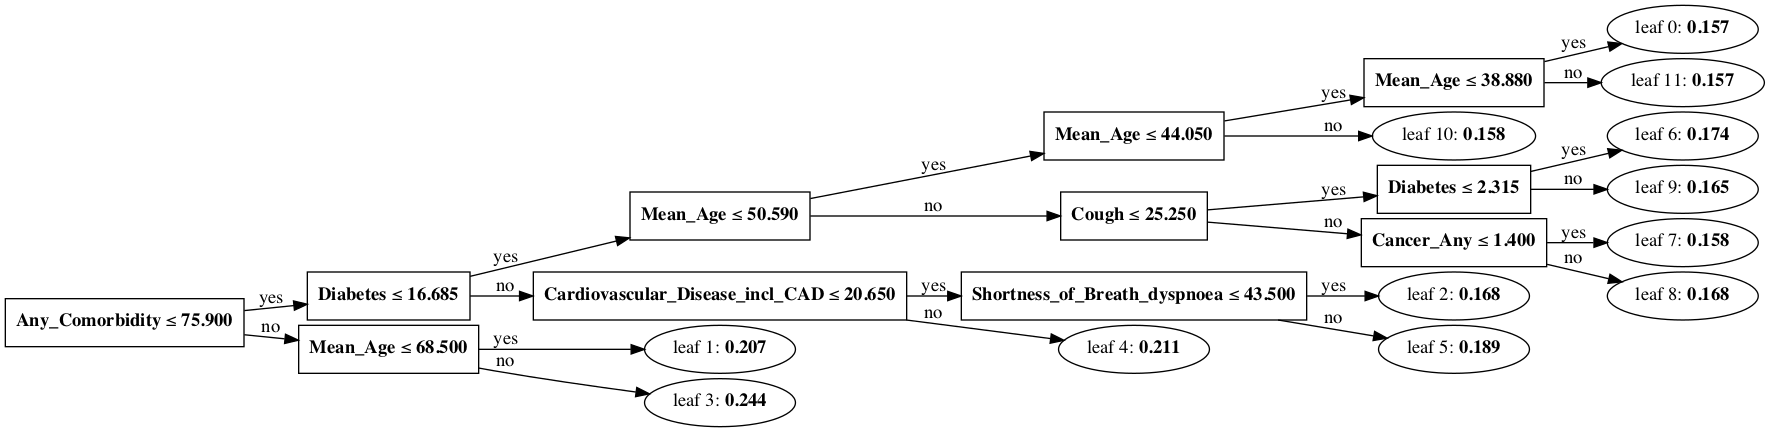 Any_Comorbidity ≤ 75.900
yes
no
Diabetes ≤ 16.685
Mean_Age ≤ 68.500
yes
no
yes
no
Mean_Age ≤ 50.590
Cardiovascular_Disease_incl_CAD ≤ 20.650
leaf 1: 0.207
leaf 3: 0.244
yes
no
yes
no
Mean_Age ≤ 44.050
Cough ≤ 25.250
Shortness_of_Breath_dyspnoea ≤ 43.500
leaf 4: 0.211
yes
no
yes
no
yes
no
Mean_Age ≤ 38.880
leaf 10: 0.158
Diabetes ≤ 2.315
Cancer_Any ≤ 1.400
leaf 2: 0.168
leaf 5: 0.189
yes
no
yes
no
yes
no
leaf 0: 0.157
leaf 11: 0.157
leaf 6: 0.174
leaf 9: 0.165
leaf 7: 0.158
leaf 8: 0.168